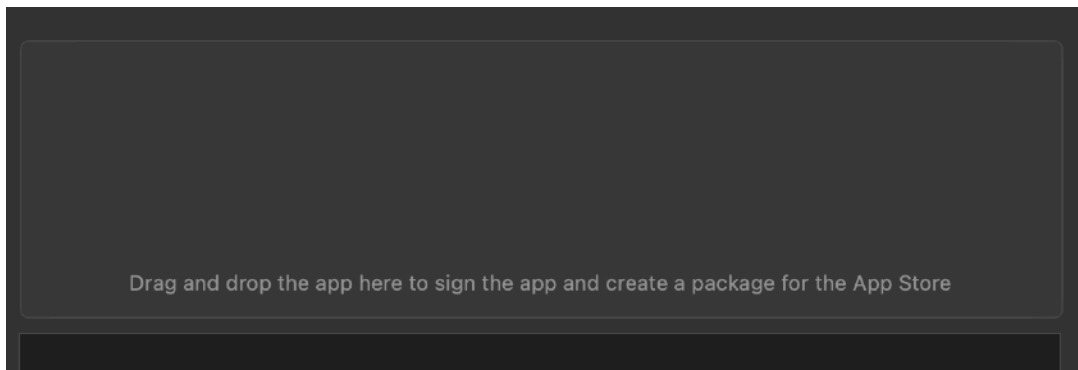 Drag and drop the app here to sign the app and create a package for the App Store